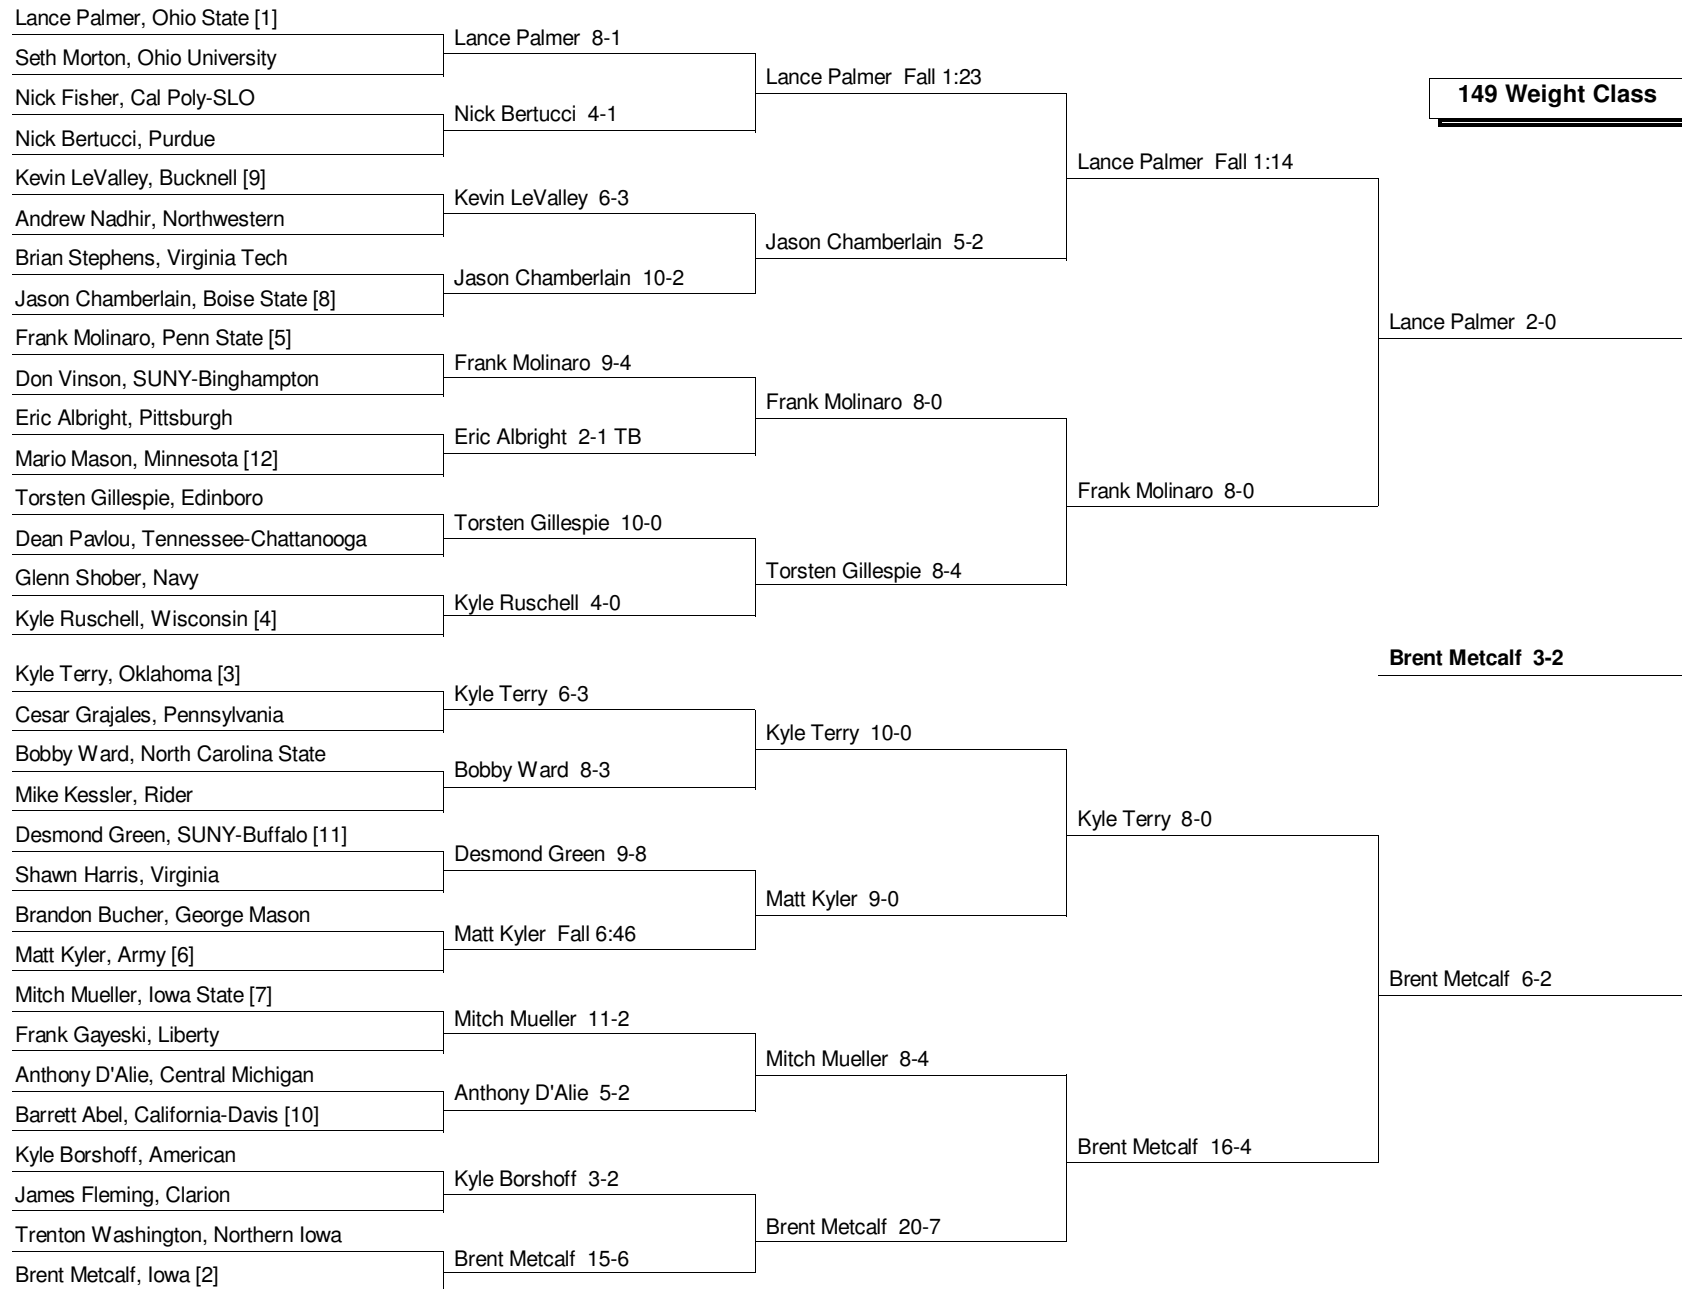 Lance Palmer, Ohio State [1]
Seth Morton, Ohio University
Nick Fisher, Cal Poly-SLO
Nick Bertucci, Purdue
Kevin LeValley, Bucknell [9]
Andrew Nadhir, Northwestern
Brian Stephens, Virginia Tech
Jason Chamberlain, Boise State [8]
Frank Molinaro, Penn State [5]
Don Vinson, SUNY-Binghampton
Eric Albright, Pittsburgh
Mario Mason, Minnesota [12]
Torsten Gillespie, Edinboro
Dean Pavlou, Tennessee-Chattanooga
Glenn Shober, Navy
Kyle Ruschell, Wisconsin [4]
Kyle Terry, Oklahoma [3]
Cesar Grajales, Pennsylvania
Bobby Ward, North Carolina State
Mike Kessler, Rider
Desmond Green, SUNY-Buffalo [11]
Shawn Harris, Virginia
Brandon Bucher, George Mason
Matt Kyler, Army [6]
Mitch Mueller, Iowa State [7]
Frank Gayeski, Liberty
Anthony D'Alie, Central Michigan
Barrett Abel, California-Davis [10]
Kyle Borshoff, American
James Fleming, Clarion
Trenton Washington, Northern Iowa
Brent Metcalf, Iowa [2]
Lance Palmer 8-1
Nick Bertucci 4-1
Kevin LeValley 6-3
Jason Chamberlain 10-2
Frank Molinaro 9-4
Eric Albright 2-1 TB
Torsten Gillespie 10-0
Kyle Ruschell 4-0
Kyle Terry 6-3
Bobby Ward 8-3
Desmond Green 9-8
Matt Kyler Fall 6:46
Mitch Mueller 11-2
Anthony D'Alie 5-2
Kyle Borshoff 3-2
Brent Metcalf 15-6
Lance Palmer Fall 1:23
Jason Chamberlain 5-2
Frank Molinaro 8-0
Torsten Gillespie 8-4
Kyle Terry 10-0
Matt Kyler 9-0
Mitch Mueller 8-4
Brent Metcalf 20-7
Lance Palmer Fall 1:14
Frank Molinaro 8-0
Kyle Terry 8-0
Brent Metcalf 16-4
149 Weight Class
Lance Palmer 2-0
Brent Metcalf 3-2
Brent Metcalf 6-2